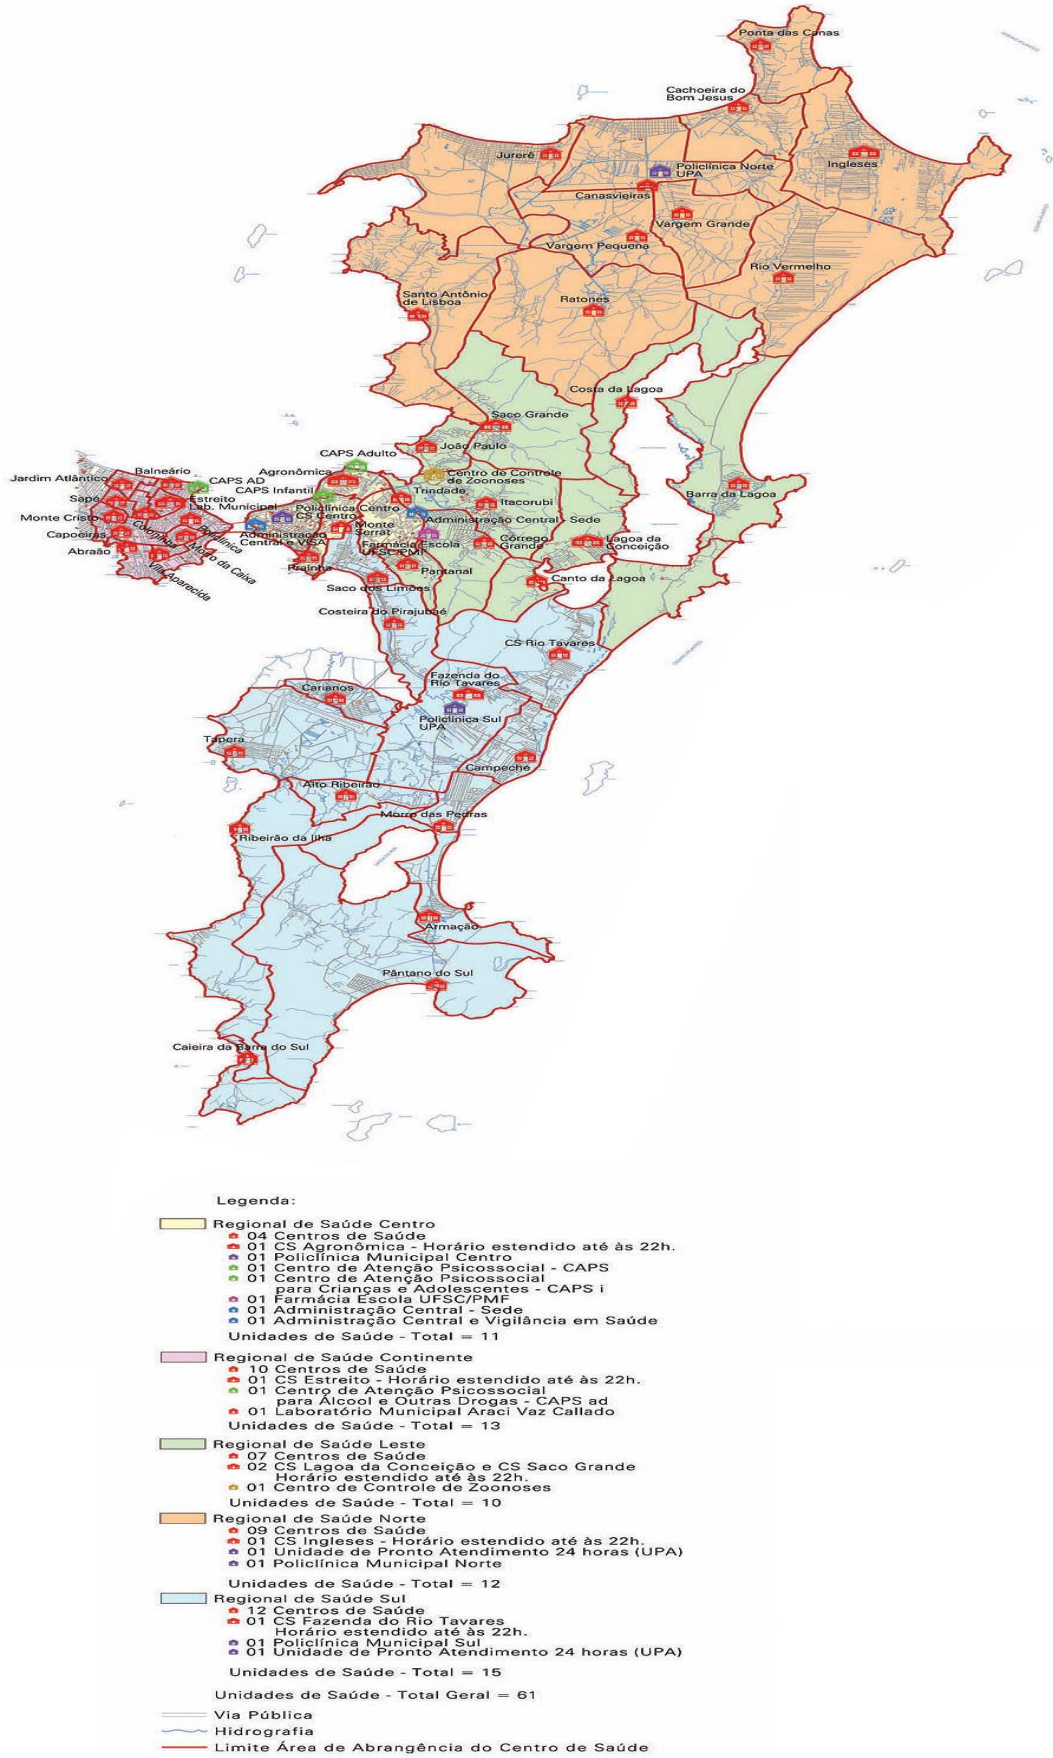 Ponta das Canas
Cachoeira do
Bom Jesus
Jurerê
Ingleses
Policlínica Norte
UPA
Canasvieiras
Vargem Grande
Vargem Pequena
Rio Vermelho
Santo Antônio
de Lisboa
Ratones
Costa da Lagoa
Saco Grande
João Paulo
CAPS Adulto
Agronômica
Centro de Controle
de Zoonoses
Balneário
Jardim Atlântico
CAPS AD
CAPS Infantil
Trindade
Itacorubi
Barra da Lagoa
Sapé
Estreito
Lab. Municipal
Policlínica Centro
CS Centro
Administração Central - Sede
Monte Cristo
Coloninha
Policlínica
Monte
Serrat
Capoeiras
Administração
Central e VISA
Farmácia Escola
UFSC/PMF
Córrego
Grande
Lagoa da
Conceição
Abraão
Morro da Caixa
Vila Aparecida
Prainha
Pantanal
Canto da Lagoa
Saco dos Limões
Costeira do Pirajubaé
CS Rio Tavares
Fazenda do
Rio Tavares
Carianos
Policlínica Sul
UPA
Tapera
Campeche
Alto Ribeirão
Morro das Pedras
Ribeirão da Ilha
Armação
Pântano do Sul
Caieira da Barra do Sul
Legenda:
Regional de Saúde Centro
04 Centros de Saúde
01 CS Agronômica - Horário estendido até às 22h.
01 Policlínica Municipal Centro
01 Centro de Atenção Psicossocial - CAPS
01 Centro de Atenção Psicossocial
para Crianças e Adolescentes - CAPS i
01 Farmácia Escola UFSC/PMF
01 Administração Central - Sede
01 Administração Central e Vigilância em Saúde
Unidades de Saúde - Total = 11
Regional de Saúde Continente
10 Centros de Saúde
01 CS Estreito - Horário estendido até às 22h.
01 Centro de Atenção Psicossocial
para Álcool e Outras Drogas - CAPS ad
01 Laboratório Municipal Araci Vaz Callado
Unidades de Saúde - Total = 13
Regional de Saúde Leste
07 Centros de Saúde
02 CS Lagoa da Conceição e CS Saco Grande
Horário estendido até às 22h.
01 Centro de Controle de Zoonoses
Unidades de Saúde - Total = 10
Regional de Saúde Norte
09 Centros de Saúde
01 CS Ingleses - Horário estendido até às 22h.
01 Unidade de Pronto Atendimento 24 horas (UPA)
01 Policlínica Municipal Norte
Unidades de Saúde - Total = 12
Regional de Saúde Sul
12 Centros de Saúde
01 CS Fazenda do Rio Tavares
Horário estendido até às 22h.
01 Policlínica Municipal Sul
01 Unidade de Pronto Atendimento 24 horas (UPA)
Unidades de Saúde - Total = 15
Unidades de Saúde - Total Geral = 61
Via Pública
Hidrografia
Limite Área de Abrangência do Centro de Saúde